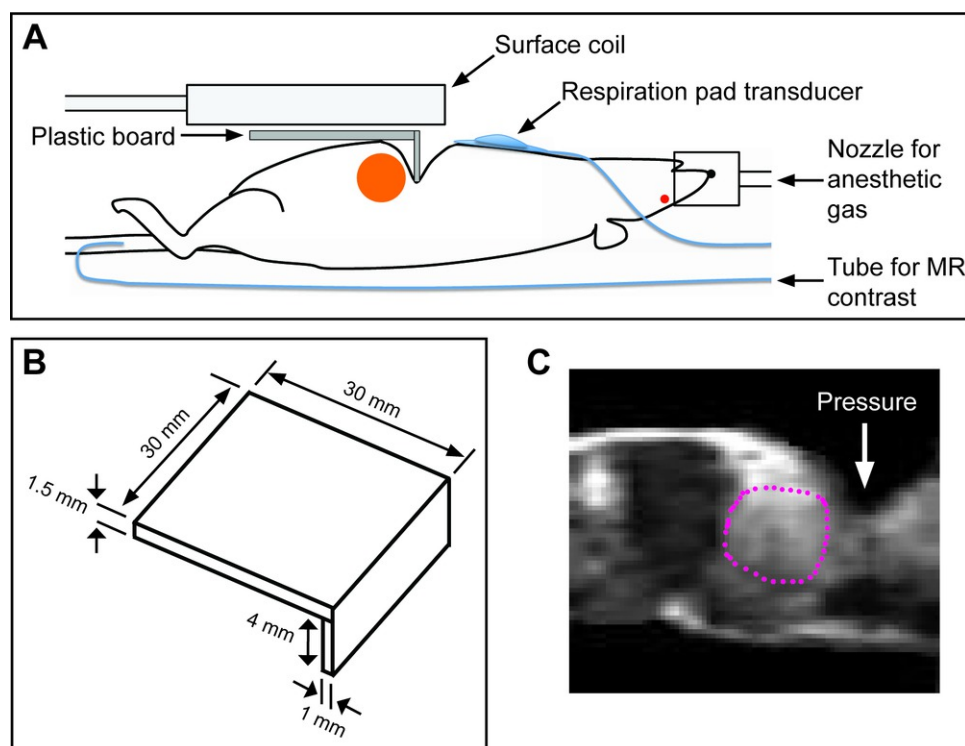 A
Surface coil
Respiration pad transducer
Plastic board
Nozzle for
anesthetic
gas
Tube for MR
contrast
B
30 mm
30 mm
1.5 mm
4 mm
1 mm
C
Pressure